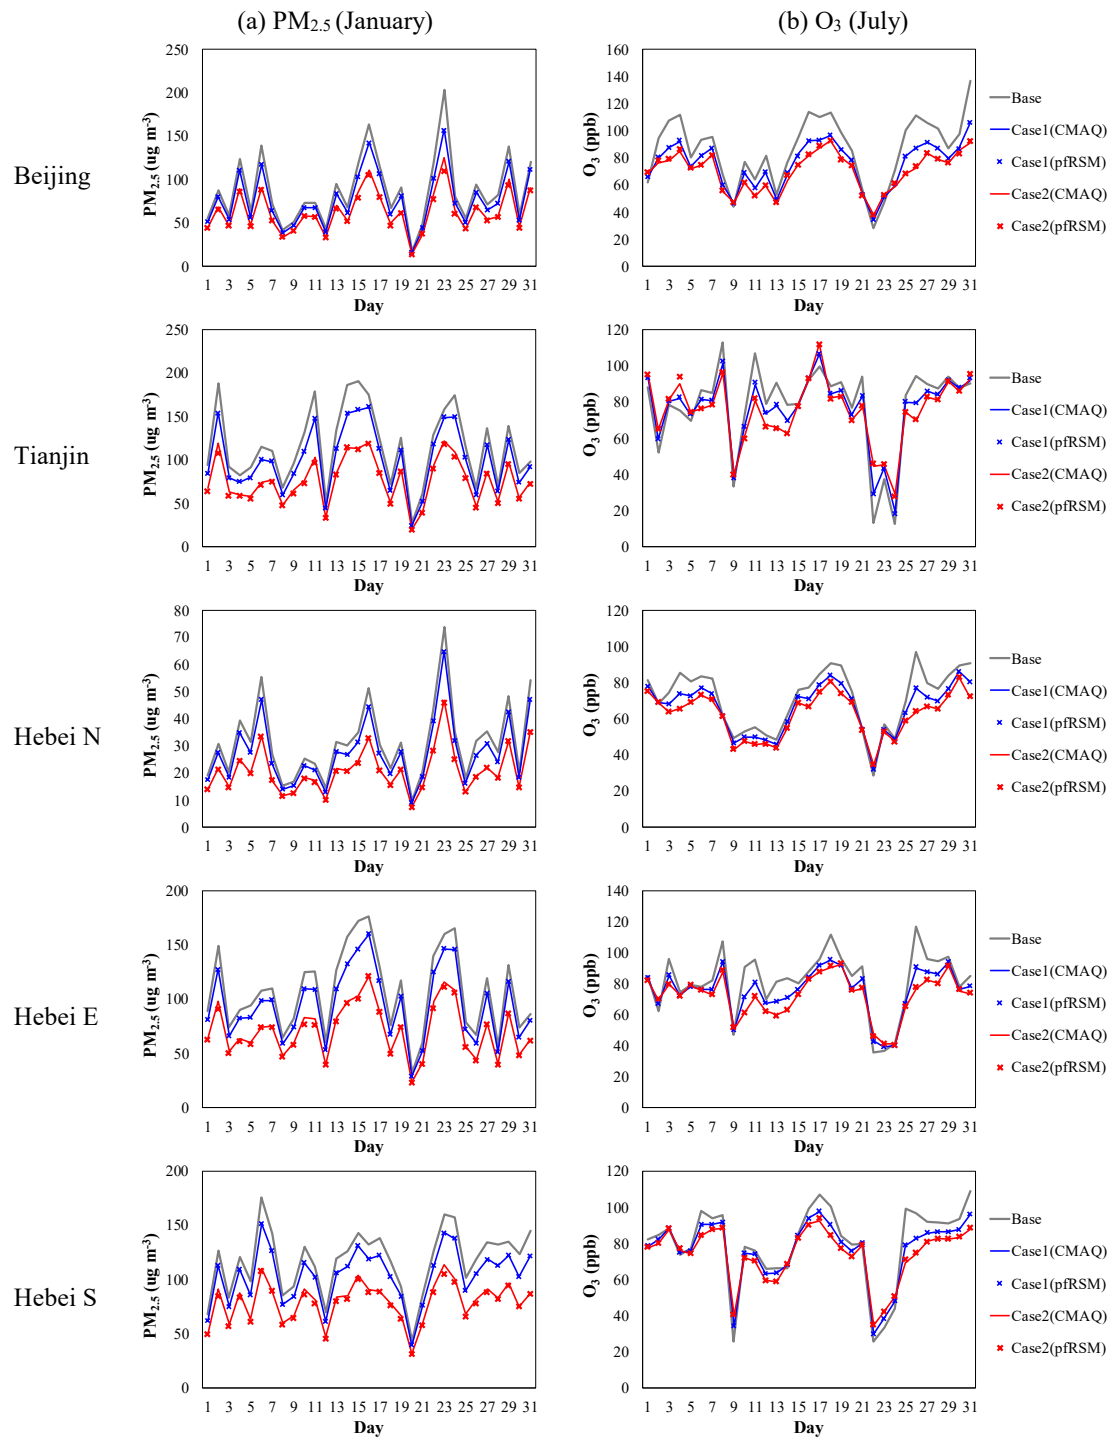 (a) PM2.5 (January)
(b) O3 (July)
Beijing
PM2.5 (ug m-3)
250
200
150
100
50
0
1 3 5 7 9 11 13 15 17 19 21 23 25 27 29 31
Day
O3 (ppb)
160
140
120
100
80
60
40
20
0
1 3 5 7 9 11 13 15 17 19 21 23 25 27 29 31
Day
Base
Case1(CMAQ)
Case1(pfRSM)
Case2(CMAQ)
Case2(pfRSM)
Tianjin
PM2.5 (ug m-3)
250
200
150
100
50
0
1 3 5 7 9 11 13 15 17 19 21 23 25 27 29 31
Day
O3 (ppb)
120
100
80
60
40
20
0
1 3 5 7 9 11 13 15 17 19 21 23 25 27 29 31
Day
Base
Case1(CMAQ)
Case1(pfRSM)
Case2(CMAQ)
Case2(pfRSM)
Hebei N
PM2.5 (ug m-3)
80
70
60
50
40
30
20
10
0
1 3 5 7 9 11 13 15 17 19 21 23 25 27 29 31
Day
O3 (ppb)
120
100
80
60
40
20
0
1 3 5 7 9 11 13 15 17 19 21 23 25 27 29 31
Day
Base
Case1(CMAQ)
Case1(pfRSM)
Case2(CMAQ)
Case2(pfRSM)
Hebei E
PM2.5 (ug m-3)
200
150
100
50
0
1 3 5 7 9 11 13 15 17 19 21 23 25 27 29 31
Day
O3 (ppb)
140
120
100
80
60
40
20
0
1 3 5 7 9 11 13 15 17 19 21 23 25 27 29 31
Day
Base
Case1(CMAQ)
Case1(pfRSM)
Case2(CMAQ)
Case2(pfRSM)
Hebei S
PM2.5 (ug m-3)
200
150
100
50
0
1 3 5 7 9 11 13 15 17 19 21 23 25 27 29 31
Day
O3 (ppb)
120
100
80
60
40
20
0
1 3 5 7 9 11 13 15 17 19 21 23 25 27 29 31
Day
Base
Case1(CMAQ)
Case1(pfRSM)
Case2(CMAQ)
Case2(pfRSM)